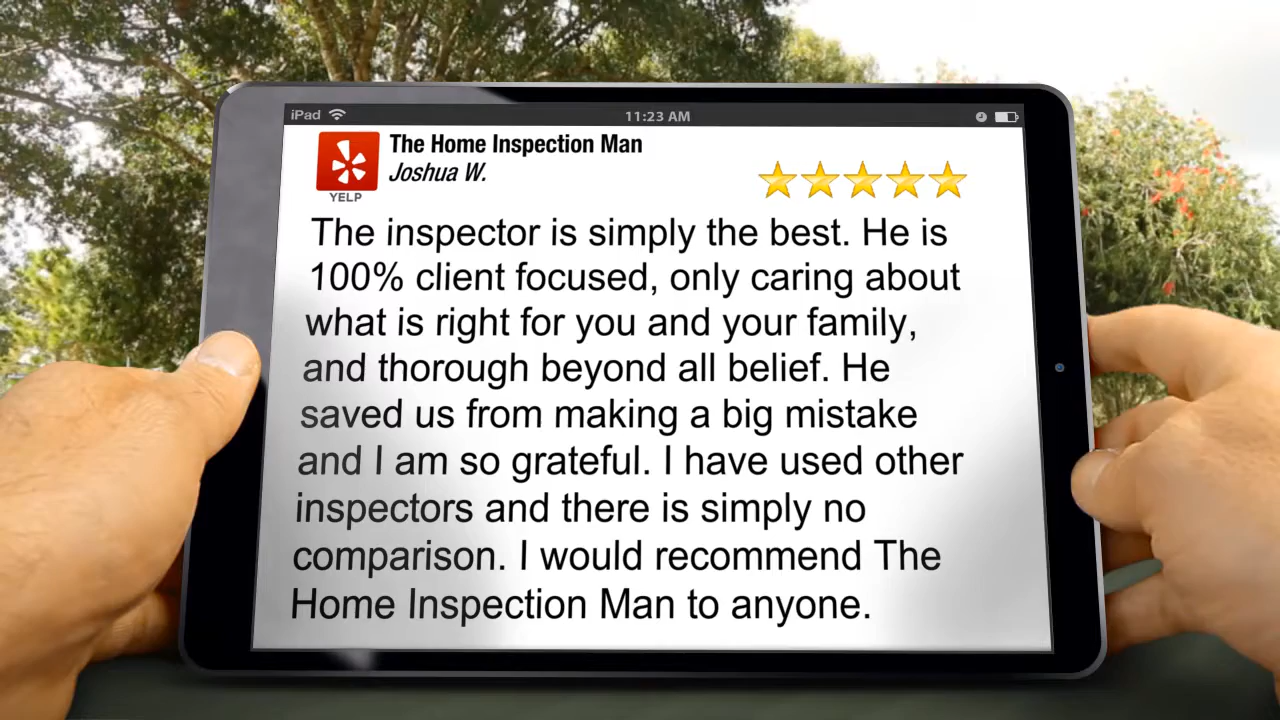 iPad 11:23 AM
The Home Inspection Man
Joshua W.
YELP
The inspector is simply the best. He is
100% client focused, only caring about
what is right for you and your family,
and thorough beyond all belief. He
saved us from making a big mistake
and I am so grateful. I have used other
inspectors and there is simply no
comparison. I would recommend The
Home Inspection Man to anyone.